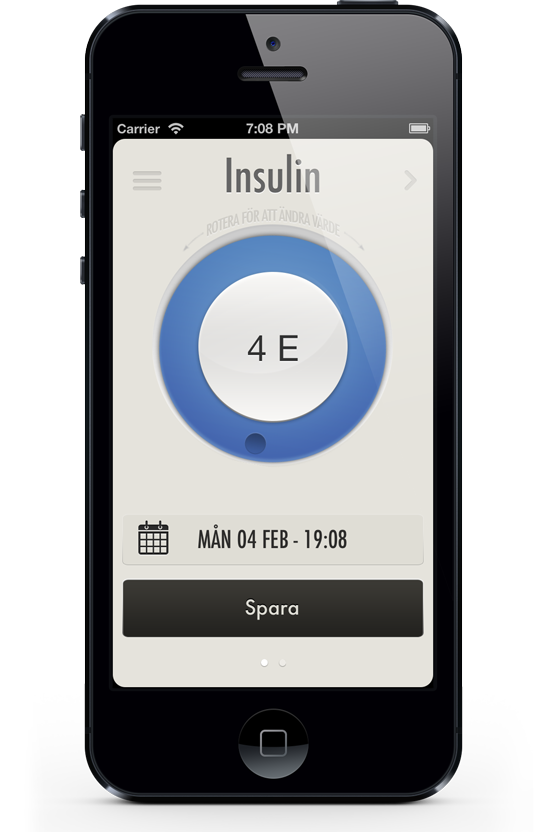 Carrier 7:08 PM
Insulin
ROTERA FÖR ATT ÄNDRA VÄRDE
4 E
MÅN 04 FEB - 19:08
Spara